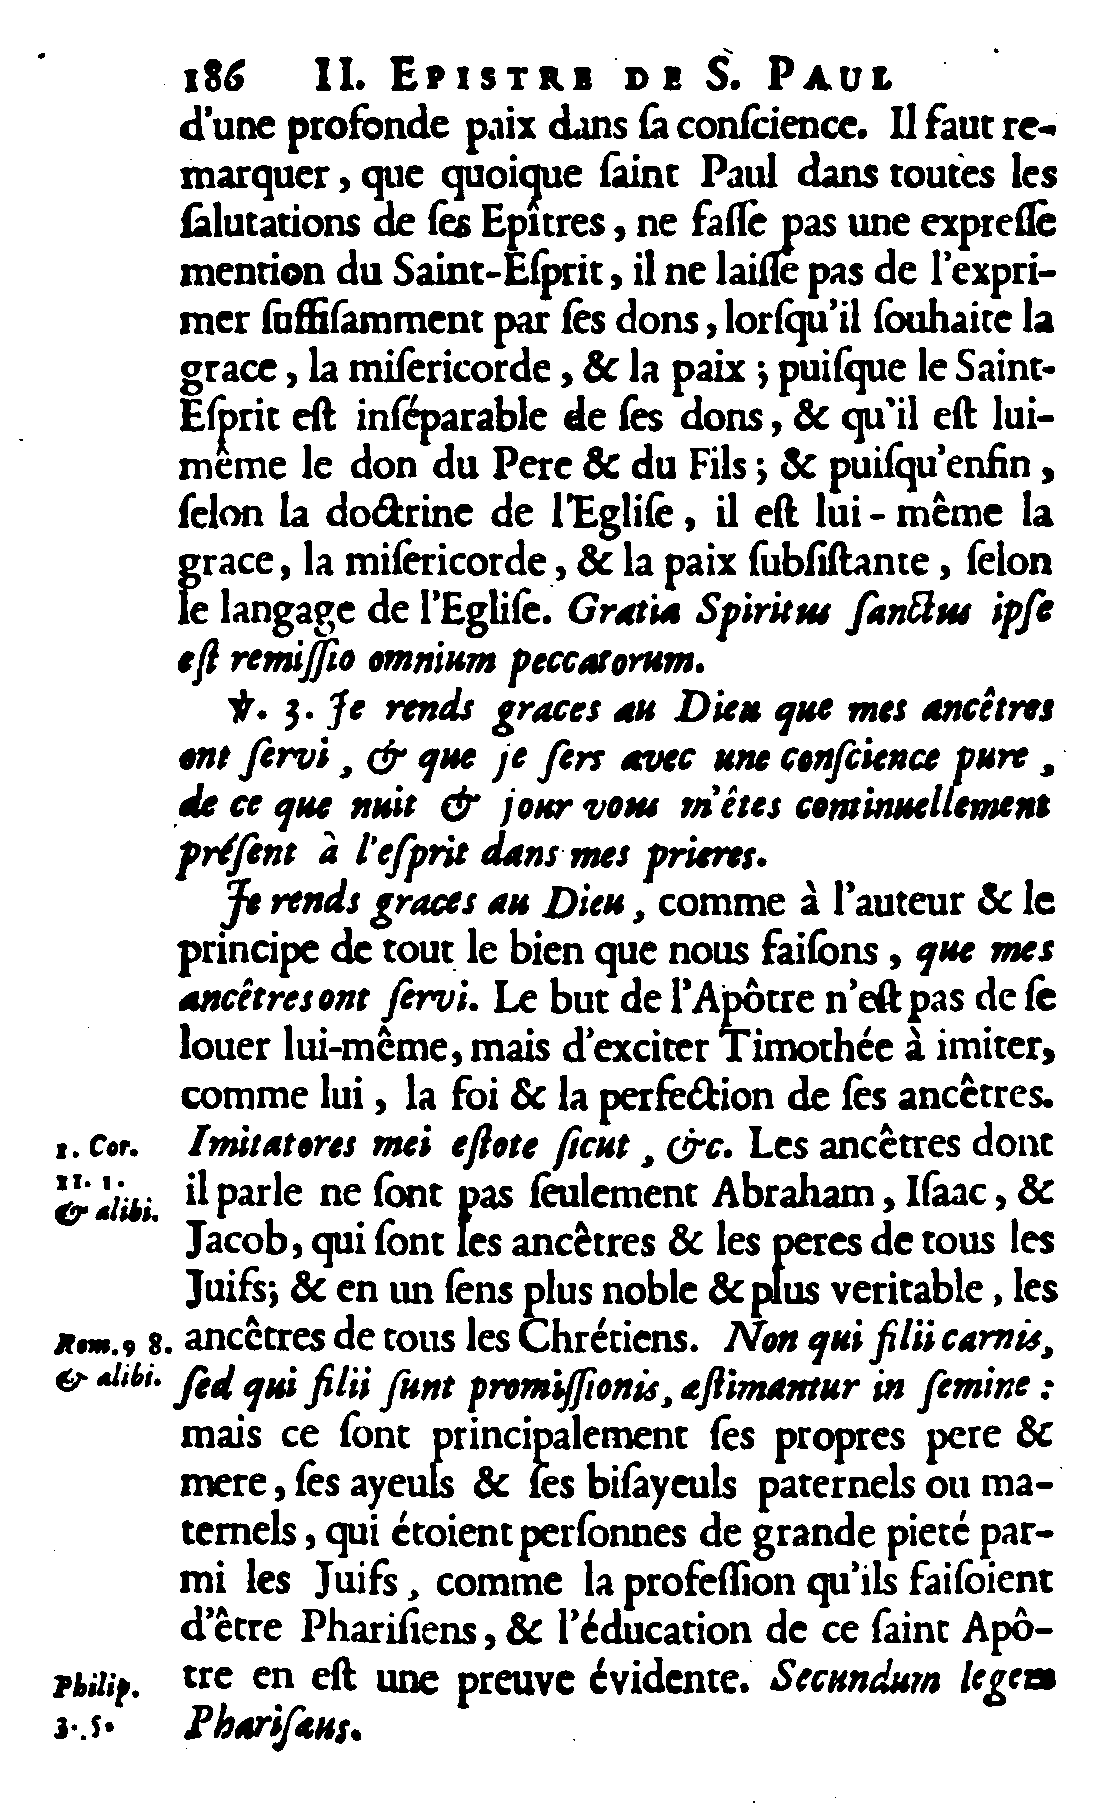 186 II. EPISTRE DE S. PAUL
d'une profonde paix dans ſa conſcience. Il faut re-
marquer, que quoique ſaint Paul dans toutes les
ſalutations de ſes Epîtres, ne faſſe pas une expreſſe
mention du Saint-Eſprit, il ne laiſſe pas de l'expri-
mer ſuffiſamment par ſes dons, lorſqu'il ſouhaite la
grace, la miſericorde, & la paix ; puiſque le Saint-
Eſprit eſt inſéparable de ſes dons, & qu'il eſt lui-
même le don du Pere & du Fils ; & puiſqu'enfin,
ſelon la doctrine de l'Egliſe, il eſt lui-même la
grace, la miſericorde, & la paix ſubſiſtante, ſelon
le langage de l'Egliſe. Gratia Spiritus ſanctus ipſe
eſt remiſſio omnium peccatorum.
℣. 3. Je rends graces au Dieu que mes ancêtres
ont ſervi, & que je ſers avec une conſcience pure,
de ce que nuit & jour vous m'êtes continuellement
préſent à l'eſprit dans mes prieres.
Je rends graces au Dieu, comme à l'auteur & le
principe de tout le bien que nous faiſons, que mes
ancêtres ont ſervi. Le but de l'Apôtre n'eſt pas de ſe
louer lui-même, mais d'exciter Timothée à imiter,
comme lui, la foi & la perfection de ſes ancêtres.
1. Cor.
11. 1.
& alibi.
Imitatores mei eſtote ſicut, &c. Les ancêtres dont
il parle ne ſont pas ſeulement Abraham, Iſaac, &
Jacob, qui ſont les ancêtres & les peres de tous les
Juifs; & en un ſens plus noble & plus veritable, les
Rom. 9 8.
& alibi.
ancêtres de tous les Chrétiens. Non qui filii carnis,
ſed qui filii ſunt promiſſionis, æſtimantur in ſemine :
mais ce ſont principalement ſes propres pere &
mere, ſes ayeuls & ſes biſayeuls paternels ou ma-
ternels, qui étoient perſonnes de grande pieté par-
mi les Juifs, comme la profeſſion qu'ils faiſoient
d'être Phariſiens, & l'éducation de ce ſaint Apô-
Philip.
3. 5.
tre en eſt une preuve évidente. Secundum legem
Phariſæus.